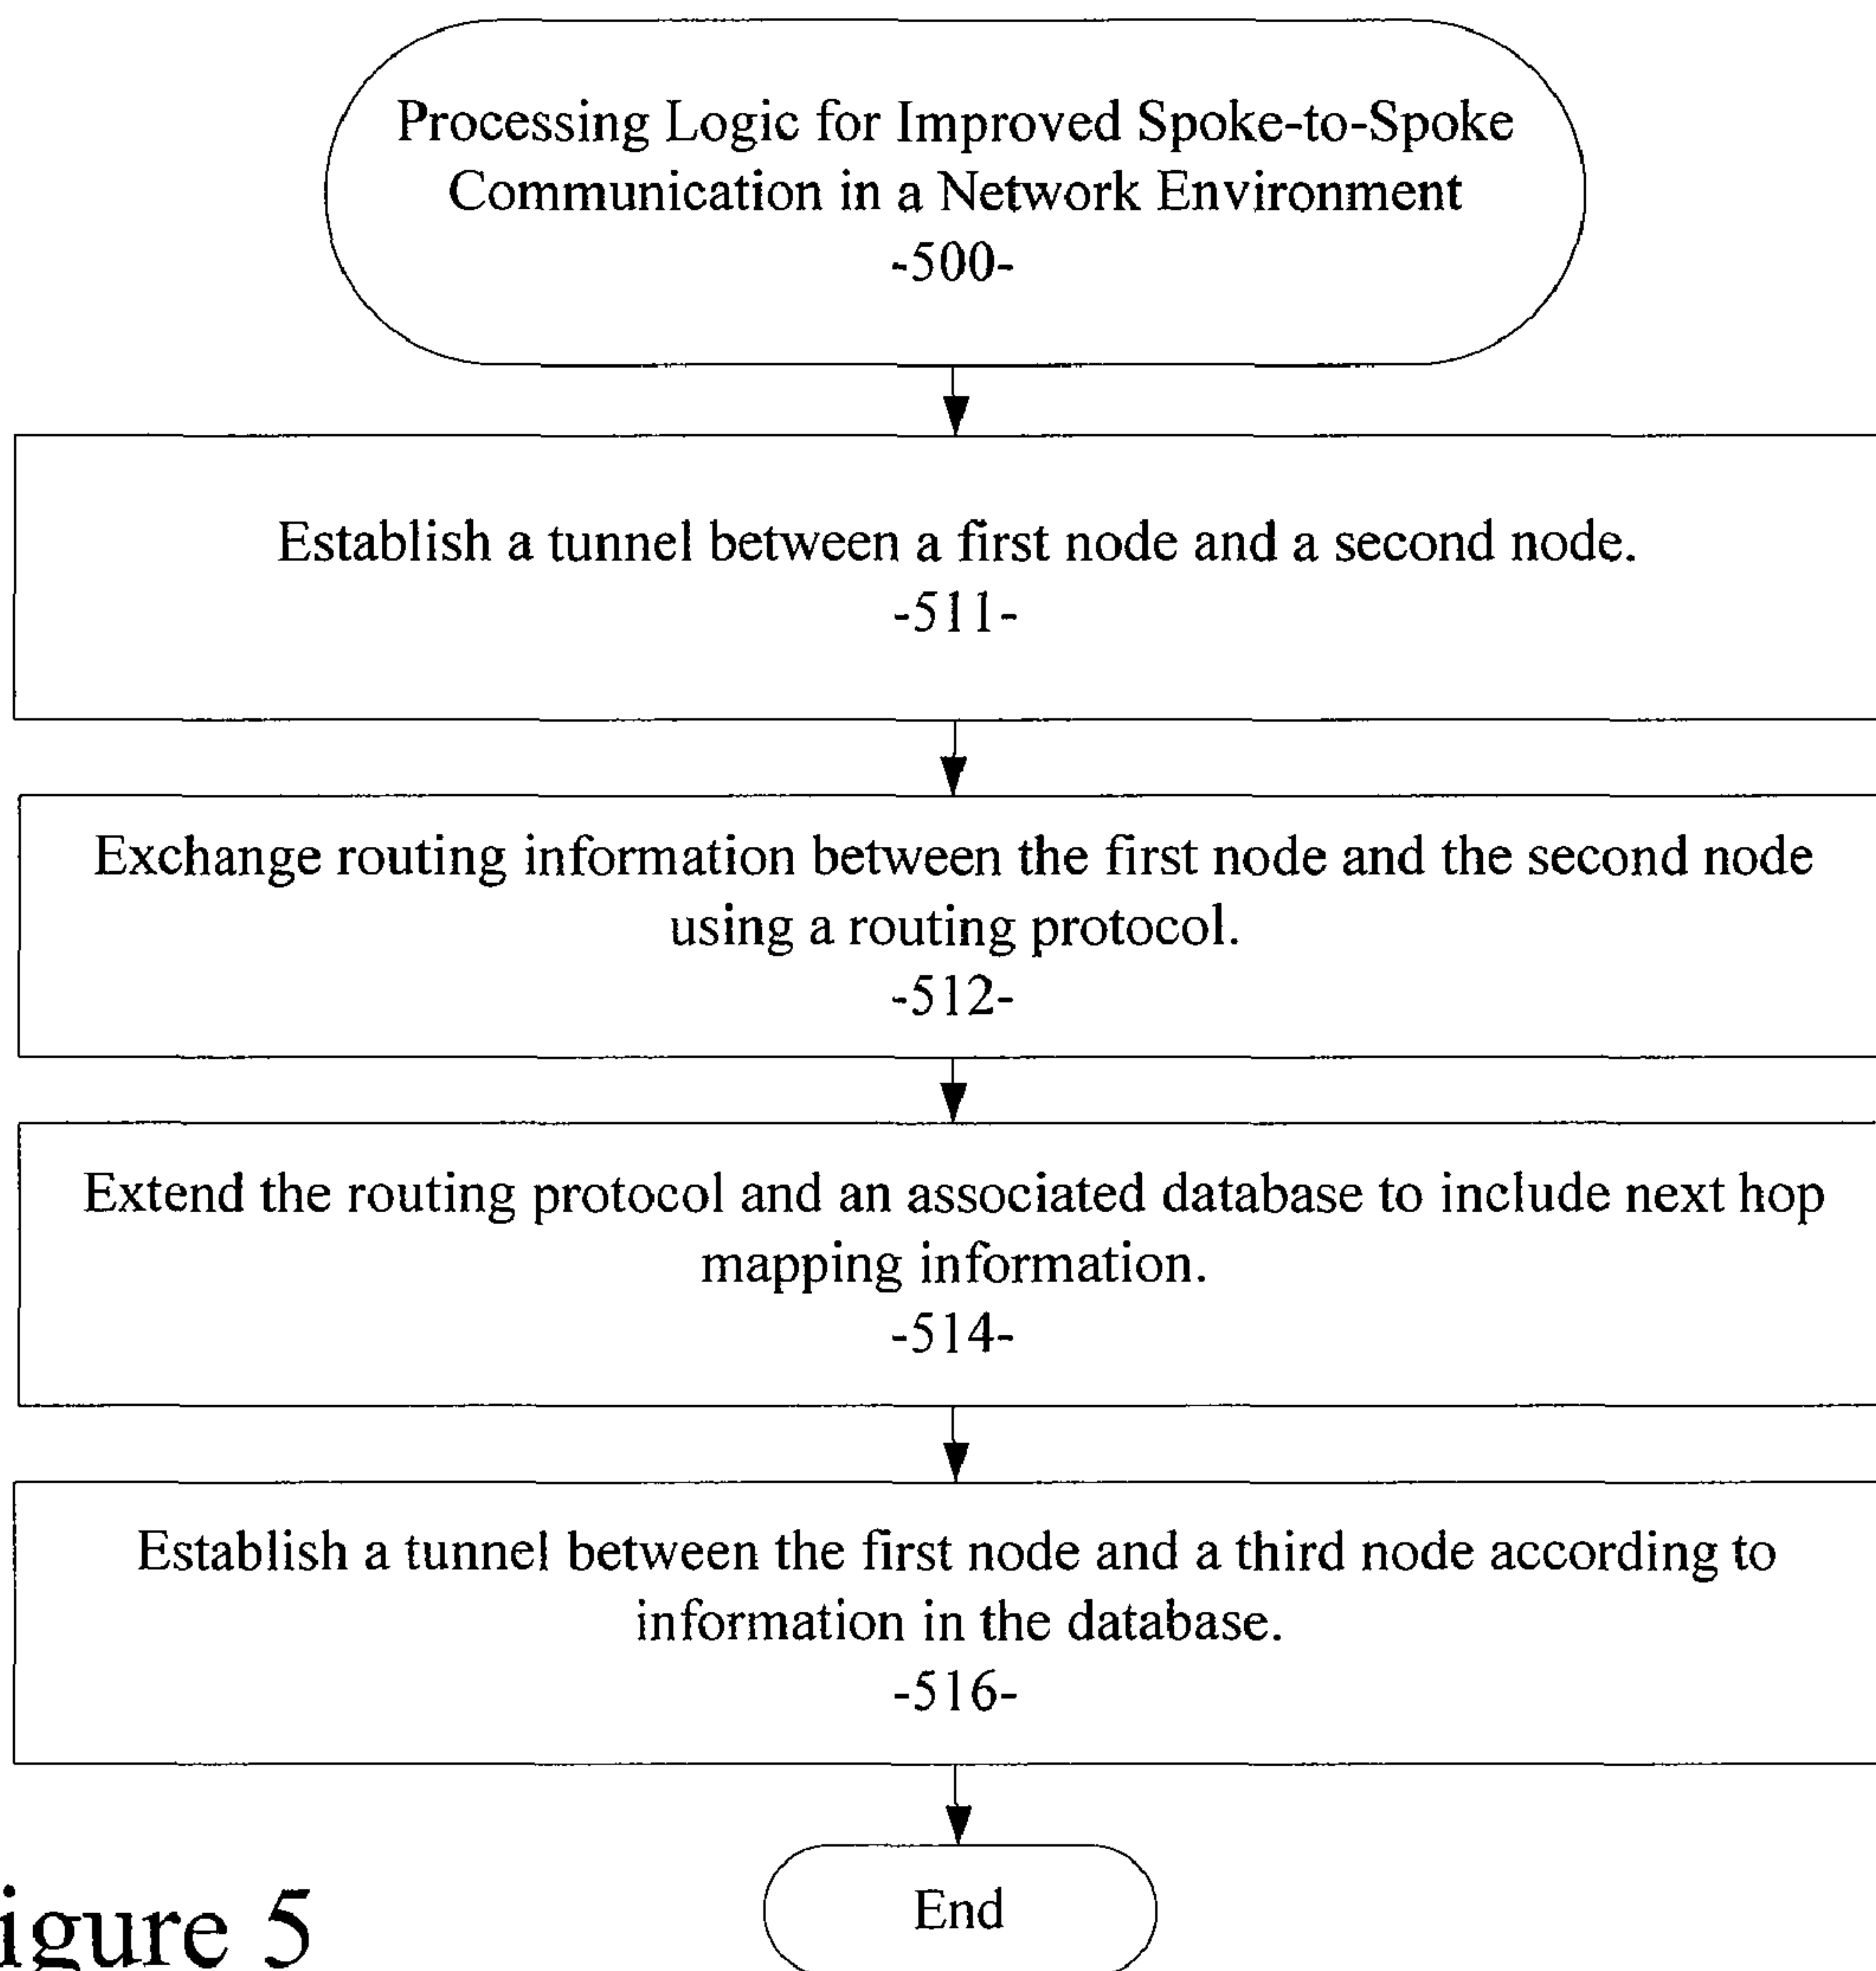 Processing Logic for Improved Spoke-to-Spoke
Communication in a Network Environment
-500-
Establish a tunnel between a first node and a second node.
-511-
Exchange routing information between the first node and the second node
using a routing protocol.
-512-
Extend the routing protocol and an associated database to include next hop
mapping information.
-514-
Establish a tunnel between the first node and a third node according to
information in the database.
-516-
End
igure 5